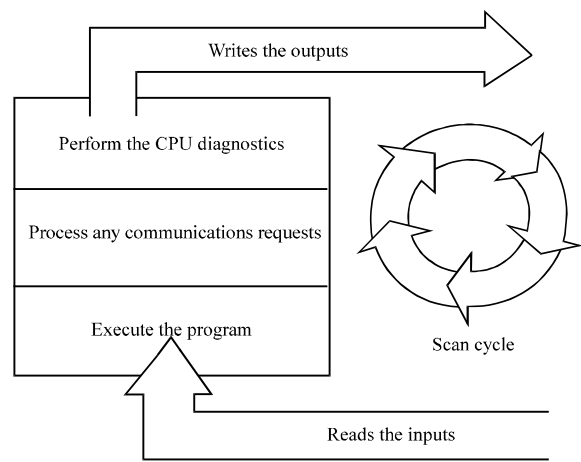 Writes the outputs
Perform the CPU diagnostics
Process any communications requests
Execute the program
Scan cycle
Reads the inputs